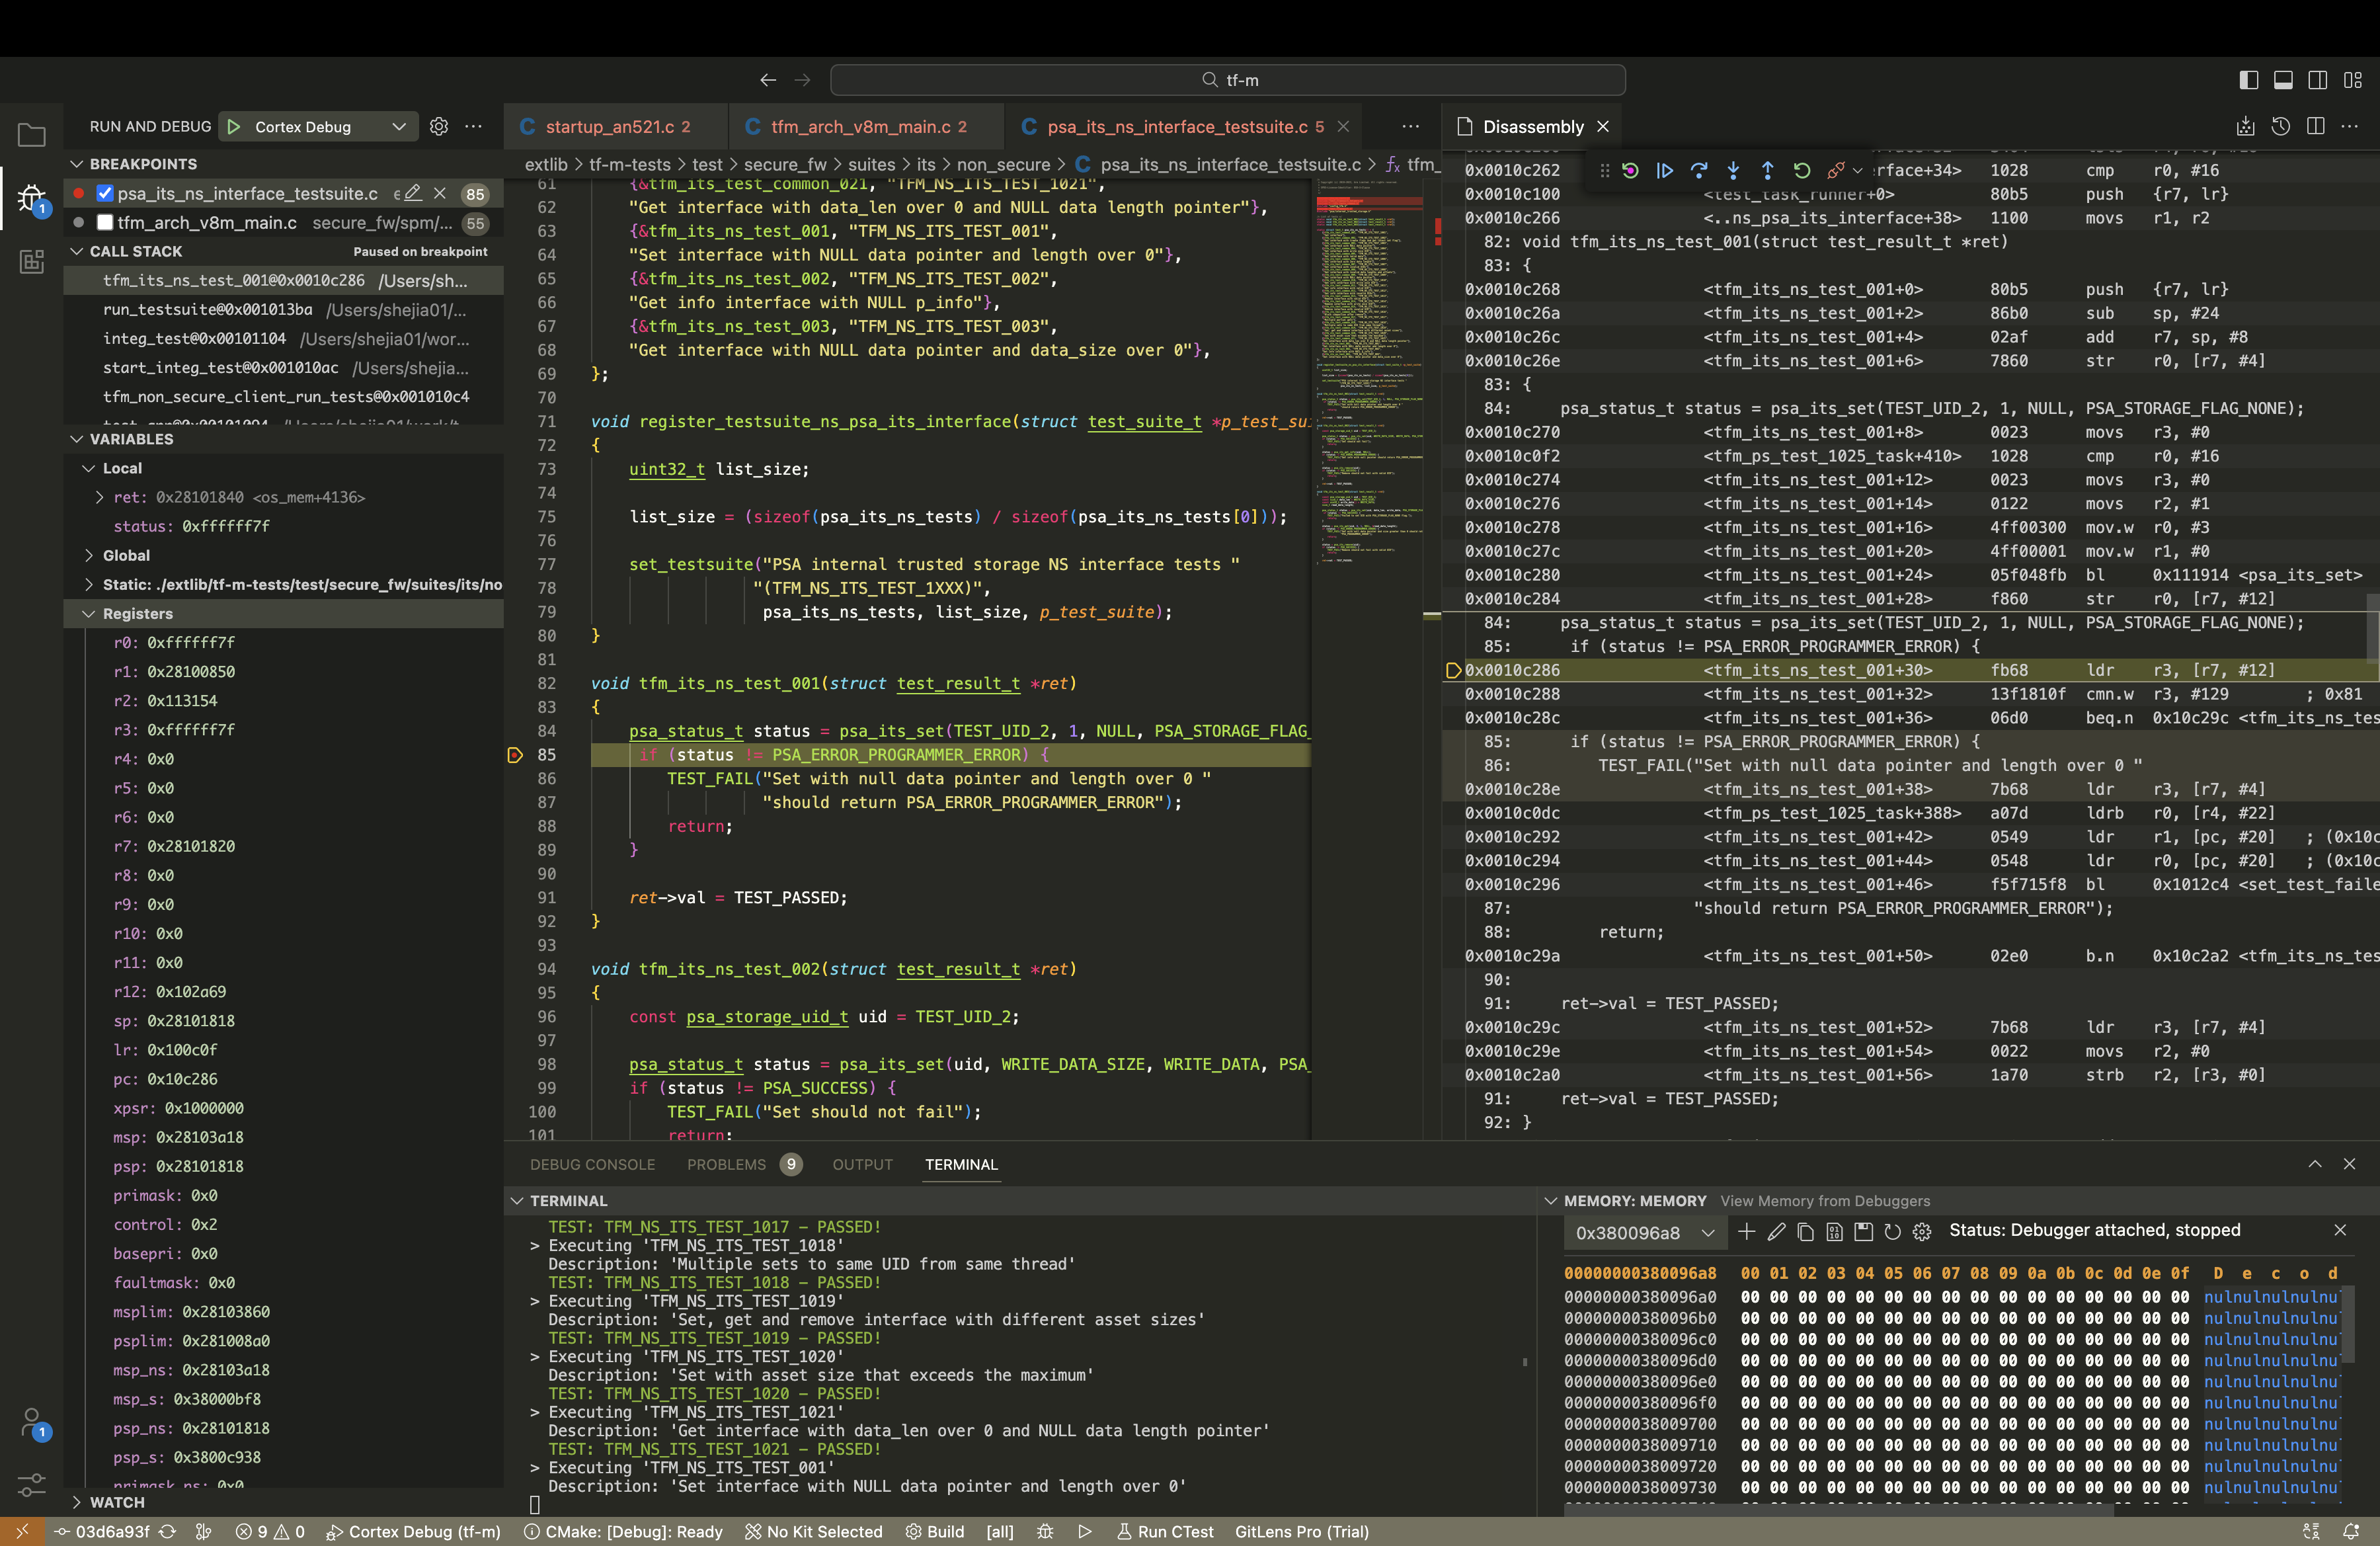 tf-m
RUN AND DEBUG
Cortex Debug
BREAKPOINTS
psa_its_ns_interface_testsuite.c
85
tfm_arch_v8m_main.c secure_fw/spm/...
55
CALL STACK
Paused on breakpoint
tfm_its_ns_test_001@0x0010c286 /Users/sh...
run_testsuite@0x001013ba /Users/shejia01/...
integ_test@0x00101104 /Users/shejia01/wor...
start_integ_test@0x001010ac /Users/shejia...
tfm_non_secure_client_run_tests@0x001010c4
VARIABLES
Local
ret: 0x28101840 <os_mem+4136>
status: 0xffffff7f
Global
Static: ./extlib/tf-m-tests/test/secure_fw/suites/its/no
Registers
r0: 0xffffff7f
r1: 0x28100850
r2: 0x113154
r3: 0xffffff7f
r4: 0x0
r5: 0x0
r6: 0x0
r7: 0x28101820
r8: 0x0
r9: 0x0
r10: 0x0
r11: 0x0
r12: 0x102a69
sp: 0x28101818
lr: 0x100c0f
pc: 0x10c286
xpsr: 0x1000000
msp: 0x28103a18
psp: 0x28101818
primask: 0x0
control: 0x2
basepri: 0x0
faultmask: 0x0
msplim: 0x28103860
psplim: 0x281008a0
msp_ns: 0x28103a18
msp_s: 0x38000bf8
psp_ns: 0x28101818
psp_s: 0x3800c938
primask_ns: 0x0
WATCH
startup_an521.c 2
tfm_arch_v8m_main.c 2
psa_its_ns_interface_testsuite.c 5
extlib > tf-m-tests > test > secure_fw > suites > its > non_secure > C psa_its_ns_interface_testsuite.c > tfm_
61 {&tfm_its_test_common_021, "TFM_NS_ITS_TEST_1021",
62 "Get interface with data_len over 0 and NULL data length pointer"},
63 {&tfm_its_ns_test_001, "TFM_NS_ITS_TEST_001",
64 "Set interface with NULL data pointer and length over 0"},
65 {&tfm_its_ns_test_002, "TFM_NS_ITS_TEST_002",
66 "Get info interface with NULL p_info"},
67 {&tfm_its_ns_test_003, "TFM_NS_ITS_TEST_003",
68 "Get interface with NULL data pointer and data_size over 0"},
69 };
70
71 void register_testsuite_ns_psa_its_interface(struct test_suite_t *p_test_sui
72 {
73 uint32_t list_size;
74
75 list_size = (sizeof(psa_its_ns_tests) / sizeof(psa_its_ns_tests[0]));
76
77 set_testsuite("PSA internal trusted storage NS interface tests "
78 "(TFM_NS_ITS_TEST_1XXX)",
79 psa_its_ns_tests, list_size, p_test_suite);
80 }
81
82 void tfm_its_ns_test_001(struct test_result_t *ret)
83 {
84 psa_status_t status = psa_its_set(TEST_UID_2, 1, NULL, PSA_STORAGE_FLAG_
85 if (status != PSA_ERROR_PROGRAMMER_ERROR) {
86 TEST_FAIL("Set with null data pointer and length over 0 "
87 "should return PSA_ERROR_PROGRAMMER_ERROR");
88 return;
89 }
90
91 ret->val = TEST_PASSED;
92 }
93
94 void tfm_its_ns_test_002(struct test_result_t *ret)
95 {
96 const psa_storage_uid_t uid = TEST_UID_2;
97
98 psa_status_t status = psa_its_set(uid, WRITE_DATA_SIZE, WRITE_DATA, PSA_
99 if (status != PSA_SUCCESS) {
100 TEST_FAIL("Set should not fail");
101 return;
Disassembly
0x0010c262 rface+34> 1028 cmp r0, #16
0x0010c100 <test_task_runner+0> 80b5 push {r7, lr}
0x0010c266 <..ns_psa_its_interface+38> 1100 movs r1, r2
82: void tfm_its_ns_test_001(struct test_result_t *ret)
83: {
0x0010c268 <tfm_its_ns_test_001+0> 80b5 push {r7, lr}
0x0010c26a <tfm_its_ns_test_001+2> 86b0 sub sp, #24
0x0010c26c <tfm_its_ns_test_001+4> 02af add r7, sp, #8
0x0010c26e <tfm_its_ns_test_001+6> 7860 str r0, [r7, #4]
83: {
84: psa_status_t status = psa_its_set(TEST_UID_2, 1, NULL, PSA_STORAGE_FLAG_NONE);
0x0010c270 <tfm_its_ns_test_001+8> 0023 movs r3, #0
0x0010c0f2 <tfm_ps_test_1025_task+410> 1028 cmp r0, #16
0x0010c274 <tfm_its_ns_test_001+12> 0023 movs r3, #0
0x0010c276 <tfm_its_ns_test_001+14> 0122 movs r2, #1
0x0010c278 <tfm_its_ns_test_001+16> 4ff00300 mov.w r0, #3
0x0010c27c <tfm_its_ns_test_001+20> 4ff00001 mov.w r1, #0
0x0010c280 <tfm_its_ns_test_001+24> 05f048fb bl 0x111914 <psa_its_set>
0x0010c284 <tfm_its_ns_test_001+28> f860 str r0, [r7, #12]
84: psa_status_t status = psa_its_set(TEST_UID_2, 1, NULL, PSA_STORAGE_FLAG_NONE);
85: if (status != PSA_ERROR_PROGRAMMER_ERROR) {
0x0010c286 <tfm_its_ns_test_001+30> fb68 ldr r3, [r7, #12]
0x0010c288 <tfm_its_ns_test_001+32> 13f1810f cmn.w r3, #129 ; 0x81
0x0010c28c <tfm_its_ns_test_001+36> 06d0 beq.n 0x10c29c <tfm_its_ns_tes
85: if (status != PSA_ERROR_PROGRAMMER_ERROR) {
86: TEST_FAIL("Set with null data pointer and length over 0 "
0x0010c28e <tfm_its_ns_test_001+38> 7b68 ldr r3, [r7, #4]
0x0010c0dc <tfm_ps_test_1025_task+388> a07d ldrb r0, [r4, #22]
0x0010c292 <tfm_its_ns_test_001+42> 0549 ldr r1, [pc, #20] ; (0x10c
0x0010c294 <tfm_its_ns_test_001+44> 0548 ldr r0, [pc, #20] ; (0x10c
0x0010c296 <tfm_its_ns_test_001+46> f5f715f8 bl 0x1012c4 <set_test_faile
87: "should return PSA_ERROR_PROGRAMMER_ERROR");
88: return;
0x0010c29a <tfm_its_ns_test_001+50> 02e0 b.n 0x10c2a2 <tfm_its_ns_tes
90:
91: ret->val = TEST_PASSED;
0x0010c29c <tfm_its_ns_test_001+52> 7b68 ldr r3, [r7, #4]
0x0010c29e <tfm_its_ns_test_001+54> 0022 movs r2, #0
0x0010c2a0 <tfm_its_ns_test_001+56> 1a70 strb r2, [r3, #0]
91: ret->val = TEST_PASSED;
92: }
DEBUG CONSOLE
PROBLEMS 9
OUTPUT
TERMINAL
TERMINAL
TEST: TFM_NS_ITS_TEST_1017 - PASSED!
> Executing 'TFM_NS_ITS_TEST_1018'
Description: 'Multiple sets to same UID from same thread'
TEST: TFM_NS_ITS_TEST_1018 - PASSED!
> Executing 'TFM_NS_ITS_TEST_1019'
Description: 'Set, get and remove interface with different asset sizes'
TEST: TFM_NS_ITS_TEST_1019 - PASSED!
> Executing 'TFM_NS_ITS_TEST_1020'
Description: 'Set with asset size that exceeds the maximum'
TEST: TFM_NS_ITS_TEST_1020 - PASSED!
> Executing 'TFM_NS_ITS_TEST_1021'
Description: 'Get interface with data_len over 0 and NULL data length pointer'
TEST: TFM_NS_ITS_TEST_1021 - PASSED!
> Executing 'TFM_NS_ITS_TEST_001'
Description: 'Set interface with NULL data pointer and length over 0'
MEMORY: MEMORY View Memory from Debuggers
0x380096a8
Status: Debugger attached, stopped
00000000380096a8 00 01 02 03 04 05 06 07 08 09 0a 0b 0c 0d 0e 0f D e c o d
00000000380096a0 00 00 00 00 00 00 00 00 00 00 00 00 00 00 00 00 nulnulnulnulnu
00000000380096b0 00 00 00 00 00 00 00 00 00 00 00 00 00 00 00 00 nulnulnulnulnu
00000000380096c0 00 00 00 00 00 00 00 00 00 00 00 00 00 00 00 00 nulnulnulnulnu
00000000380096d0 00 00 00 00 00 00 00 00 00 00 00 00 00 00 00 00 nulnulnulnulnu
00000000380096e0 00 00 00 00 00 00 00 00 00 00 00 00 00 00 00 00 nulnulnulnulnu
00000000380096f0 00 00 00 00 00 00 00 00 00 00 00 00 00 00 00 00 nulnulnulnulnu
0000000038009700 00 00 00 00 00 00 00 00 00 00 00 00 00 00 00 00 nulnulnulnulnu
0000000038009710 00 00 00 00 00 00 00 00 00 00 00 00 00 00 00 00 nulnulnulnulnu
0000000038009720 00 00 00 00 00 00 00 00 00 00 00 00 00 00 00 00 nulnulnulnulnu
0000000038009730 00 00 00 00 00 00 00 00 00 00 00 00 00 00 00 00 nulnulnulnulnu
03d6a93f
9 0
Cortex Debug (tf-m)
CMake: [Debug]: Ready
No Kit Selected
Build
[all]
Run CTest
GitLens Pro (Trial)